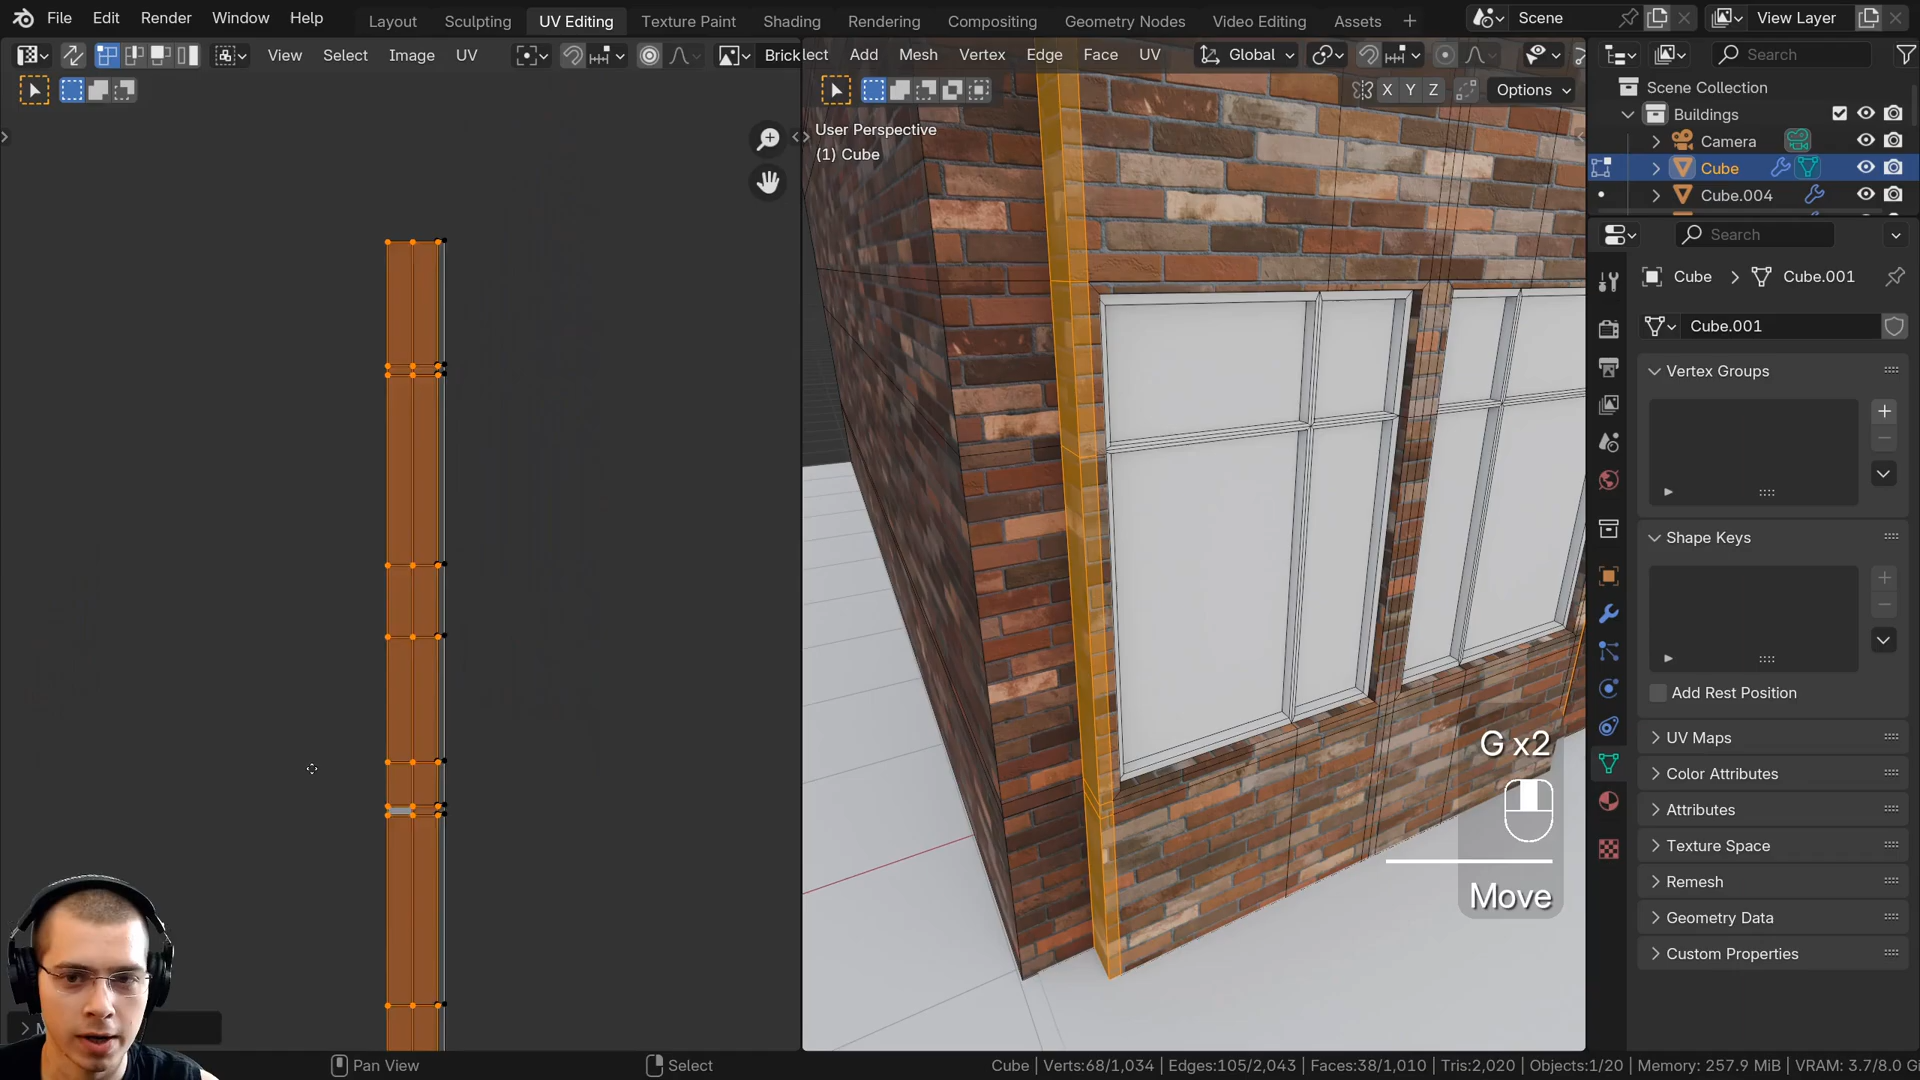 File Edit Render Window Help Layout Sculpting UV Editing Texture Paint Shading Rendering Compositing Geometry Nodes Video Editing Assets Scene View Layer
View Select Image UV Brick lect Add Mesh Vertex Edge Face UV Global Search
X Y Z Options
Scene Collection
Buildings
Camera
Cube
Cube.004
User Perspective
(1) Cube
Search
Cube Cube.001
Cube.001
Vertex Groups
Shape Keys
Add Rest Position
UV Maps
Color Attributes
Attributes
Texture Space
Remesh
Geometry Data
Custom Properties
G x2
Move
Pan View Select Cube | Verts:68/1,034 | Edges:105/2,043 | Faces:38/1,010 | Tris:2,020 | Objects:1/20 | Memory: 257.9 MiB | VRAM: 3.7/8.0 G